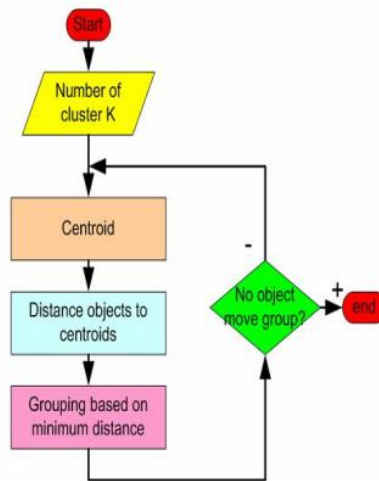 Start
Number of
cluster K
Centroid
Distance objects to
centroids
Grouping based on
minimum distance
-
No object
move group?
+
end